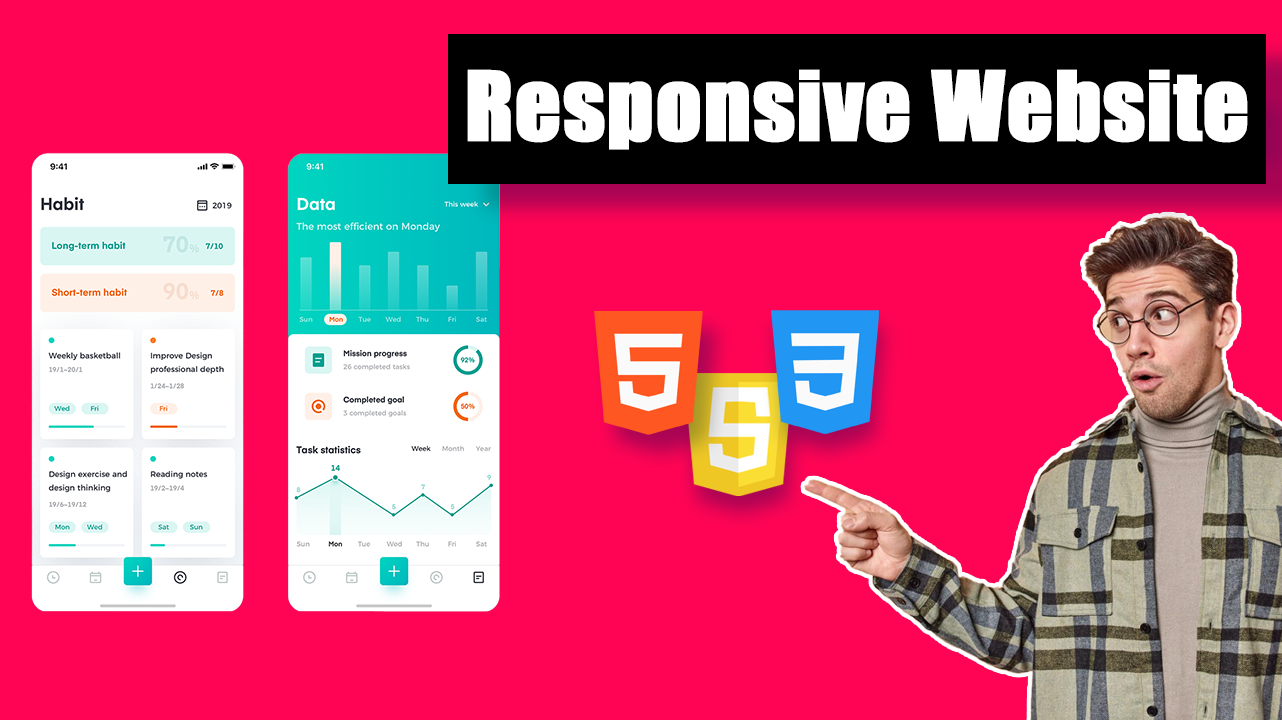 Responsive Website
9:41
Habit
2019
Long-term habit 70% 7/10
Short-term habit 90% 7/8
Weekly basketball
19/1-20/1
Wed Fri
Improve Design
professional depth
1/24-1/28
Fri
Design exercise and
design thinking
19/6-19/12
Mon Wed
Reading notes
19/2-19/4
Sat Sun
9:41
Data
This week
The most efficient on Monday
Sun Mon Tue Wed Thu Fri Sat
Mission progress
26 completed tasks
92%
Completed goal
3 completed goals
50%
Task statistics
Week Month Year
8 14 5 7 5 9
Sun Mon Tue Wed Thu Fri Sat
5
5
3